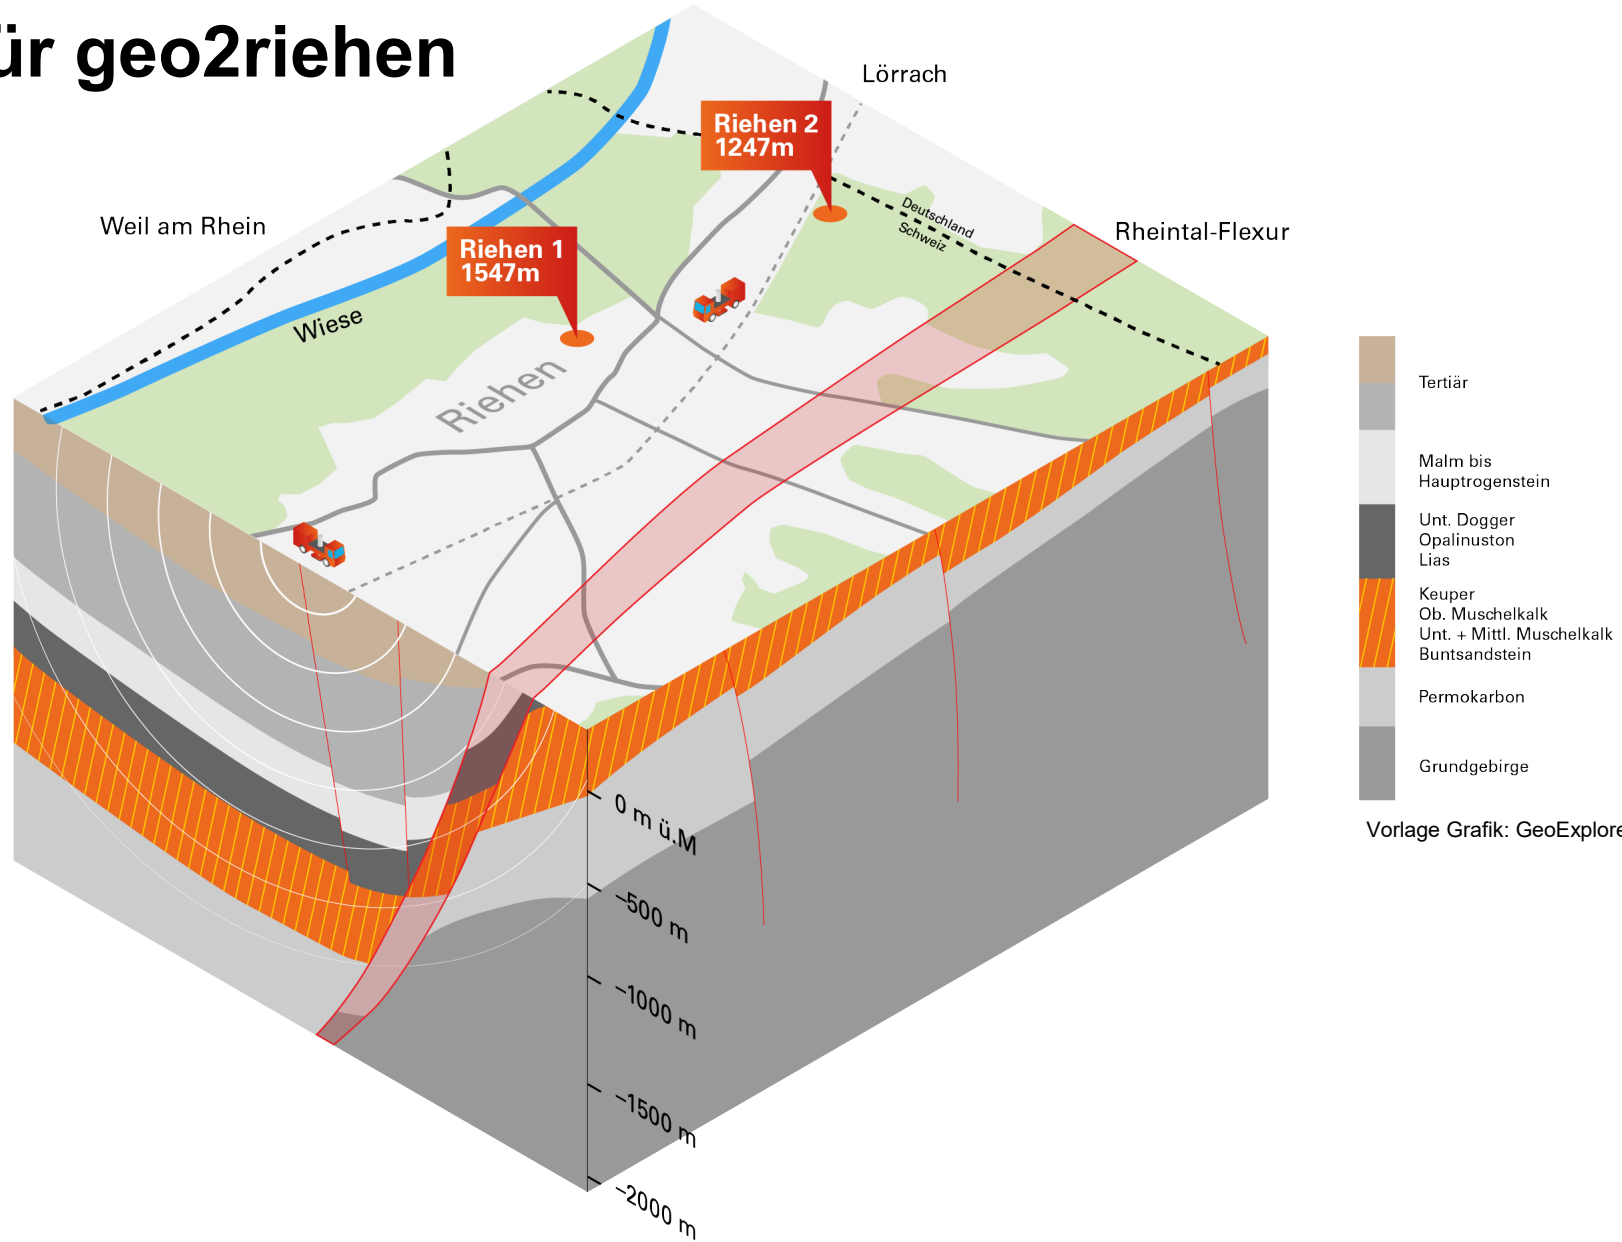 ür geo2riehen
Lörrach
Riehen 2
1247m
Weil am Rhein
Riehen 1
1547m
Deutschland
Schweiz
Rheintal-Flexur
Wiese
Riehen
Tertiär
Malm bis
Hauptrogenstein
Unt. Dogger
Opalinuston
Lias
Keuper
Ob. Muschelkalk
Unt. + Mittl. Muschelkalk
Buntsandstein
Permokarbon
Grundgebirge
Vorlage Grafik: GeoExplore
0 m ü.M
–500 m
–1000 m
–1500 m
–2000 m